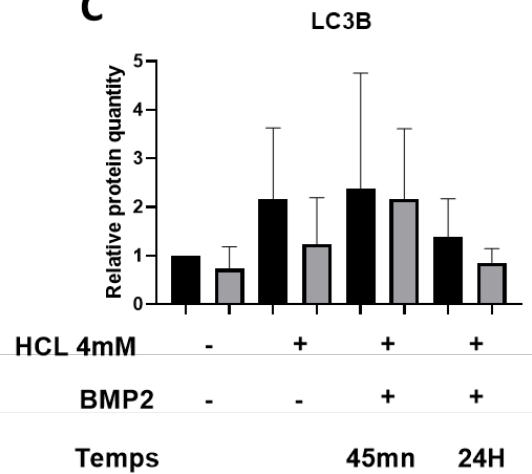 C
LC3B
Relative protein quantity
5
4
3
2
1
0
HCL 4mM - + + +
BMP2 - - + +
Temps 45mn 24H